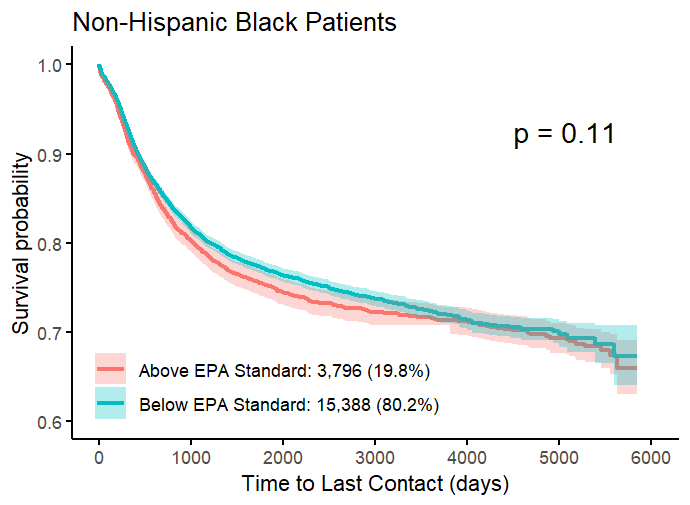 Non-Hispanic Black Patients
1.0
0.9
0.8
0.7
0.6
Survival probability
p = 0.11
Above EPA Standard: 3,796 (19.8%)
Below EPA Standard: 15,388 (80.2%)
0 1000 2000 3000 4000 5000 6000
Time to Last Contact (days)